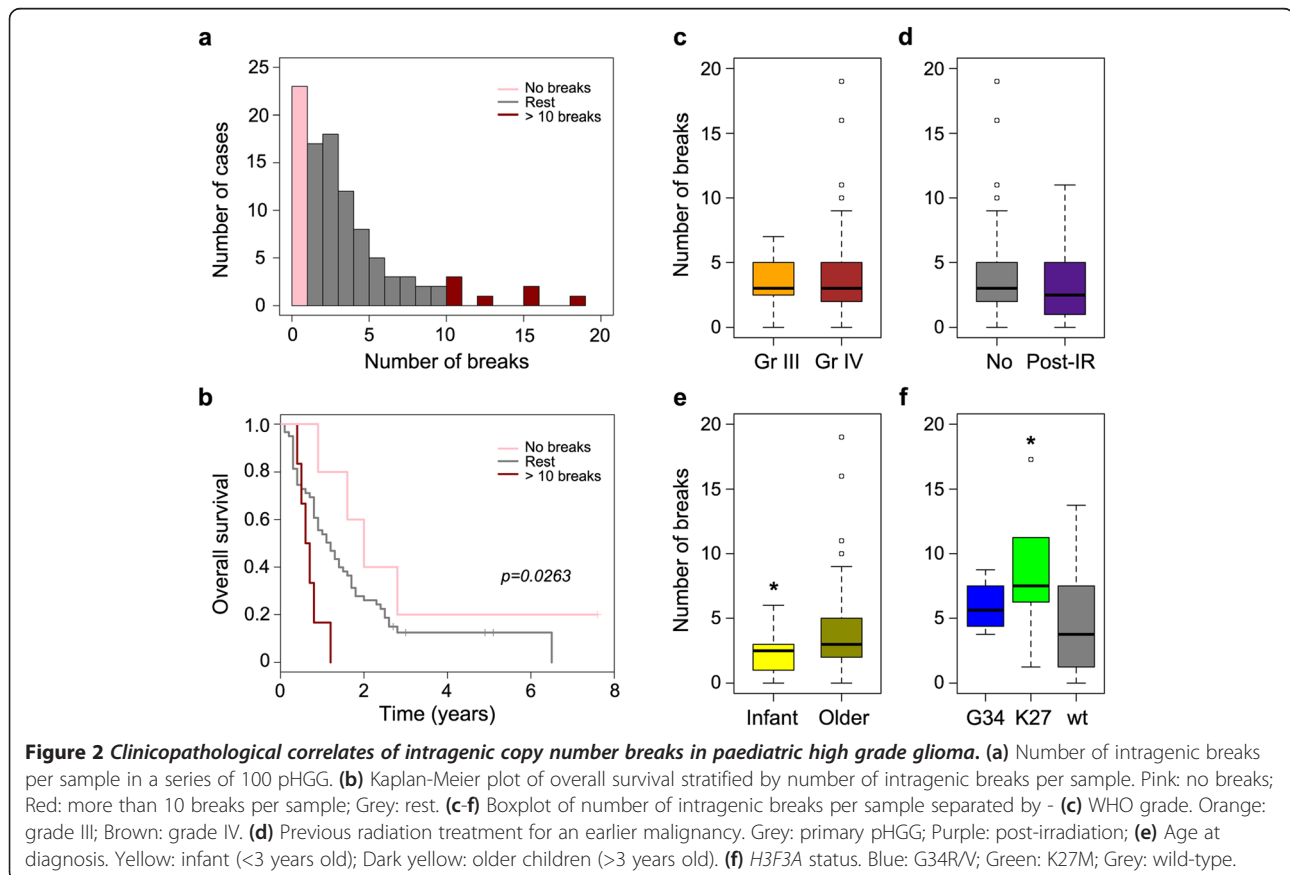 a
25
20
15
10
5
0
Number of cases
No breaks
Rest
> 10 breaks
0 5 10 15 20
Number of breaks
b
1.0
0.8
0.6
0.4
0.2
0
Overall survival
No breaks
Rest
> 10 breaks
p=0.0263
0 2 4 6 8
Time (years)
c
20
15
10
5
0
Number of breaks
Gr III Gr IV
d
20
15
10
5
0
No Post-IR
e
20
15
10
5
0
Number of breaks
*
Infant Older
f
20
15
10
5
0
*
G34 K27 wt
Figure 2 Clinicopathological correlates of intragenic copy number breaks in paediatric high grade glioma. (a) Number of intragenic breaks
per sample in a series of 100 pHGG. (b) Kaplan-Meier plot of overall survival stratified by number of intragenic breaks per sample. Pink: no breaks;
Red: more than 10 breaks per sample; Grey: rest. (c-f) Boxplot of number of intragenic breaks per sample separated by - (c) WHO grade. Orange:
grade III; Brown: grade IV. (d) Previous radiation treatment for an earlier malignancy. Grey: primary pHGG; Purple: post-irradiation; (e) Age at
diagnosis. Yellow: infant (<3 years old); Dark yellow: older children (>3 years old). (f) H3F3A status. Blue: G34R/V; Green: K27M; Grey: wild-type.